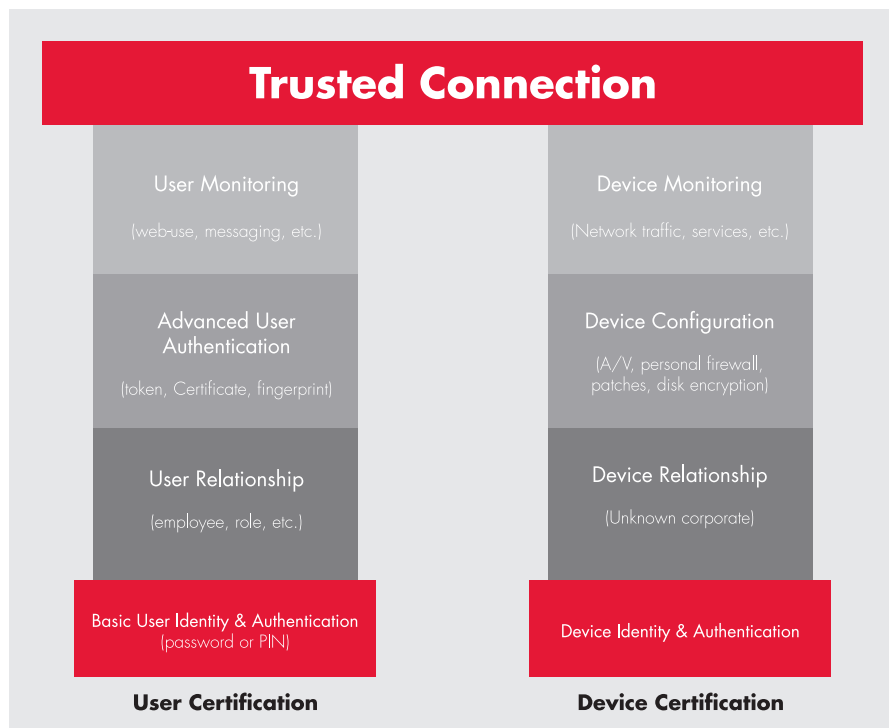 Trusted Connection
User Monitoring
(web-use, messaging, etc.)
Advanced User
Authentication
(token, Certificate, fingerprint)
User Relationship
(employee, role, etc.)
Basic User Identity & Authentication
(password or PIN)
User Certification
Device Monitoring
(Network traffic, services, etc.)
Device Configuration
(A/V, personal firewall,
patches, disk encryption)
Device Relationship
(Unknown corporate)
Device Identity & Authentication
Device Certification